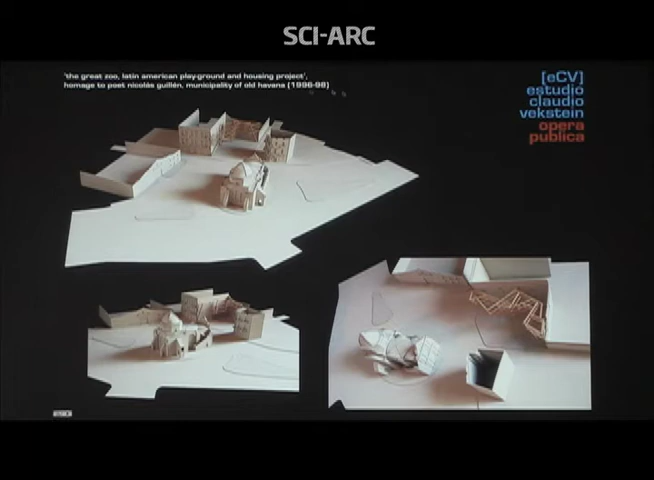 SCI-ARC
'the great zoo, latin american play-ground and housing project',
homage to poet nicolás guillén, municipality of old havana (1996-98)
[eCV]
estudio
claudio
vekstein
opera
publica